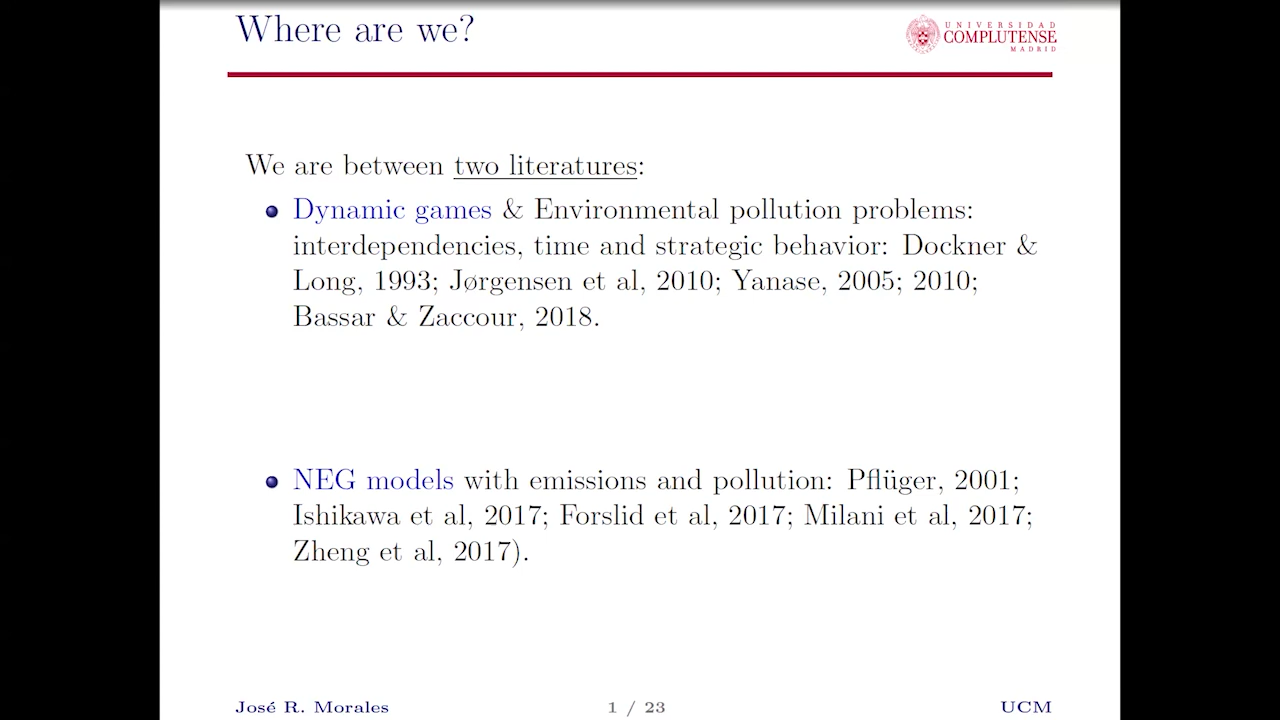 Where are we?
UNIVERSIDAD
COMPLUTENSE
MADRID
We are between two literatures:
Dynamic games & Environmental pollution problems:
interdependencies, time and strategic behavior: Dockner &
Long, 1993; Jørgensen et al, 2010; Yanase, 2005; 2010;
Bassar & Zaccour, 2018.
NEG models with emissions and pollution: Pflüger, 2001;
Ishikawa et al, 2017; Forslid et al, 2017; Milani et al, 2017;
Zheng et al, 2017).
José R. Morales 1 / 23 UCM